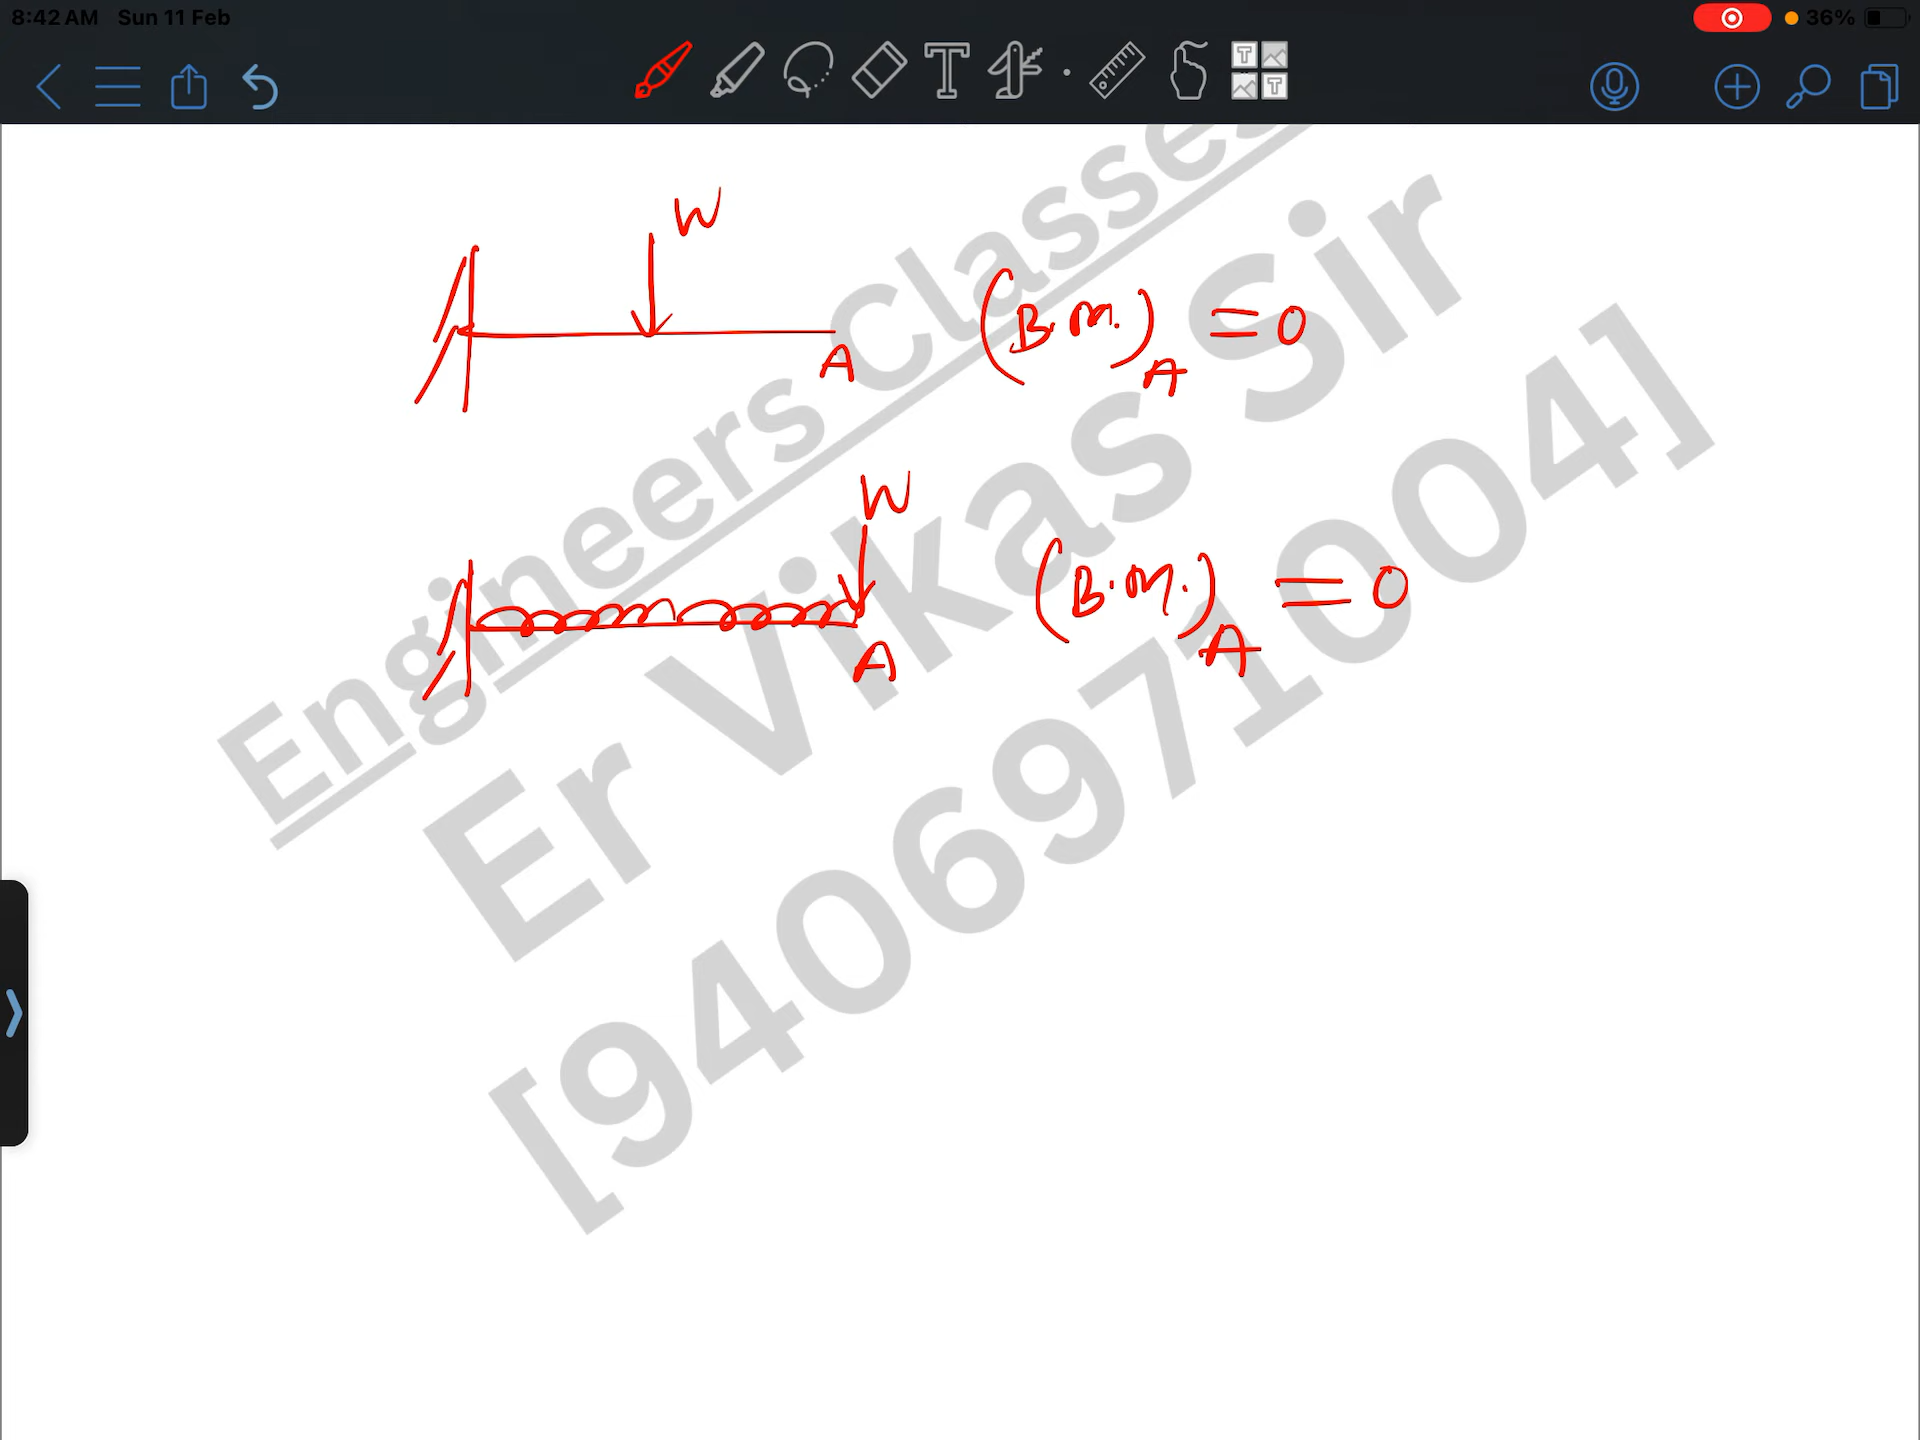 8:42 AM Sun 11 Feb
36%
W
A
(B.M.)A = 0
W
A
(B.M.)A = 0
Engineers Classes
Er Vikas Sir
[9406971004]